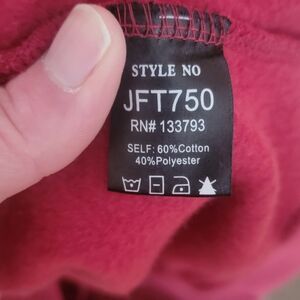 STYLE NO
JFT750
RN# 133793
SELF: 60%Cotton
40%Polyester